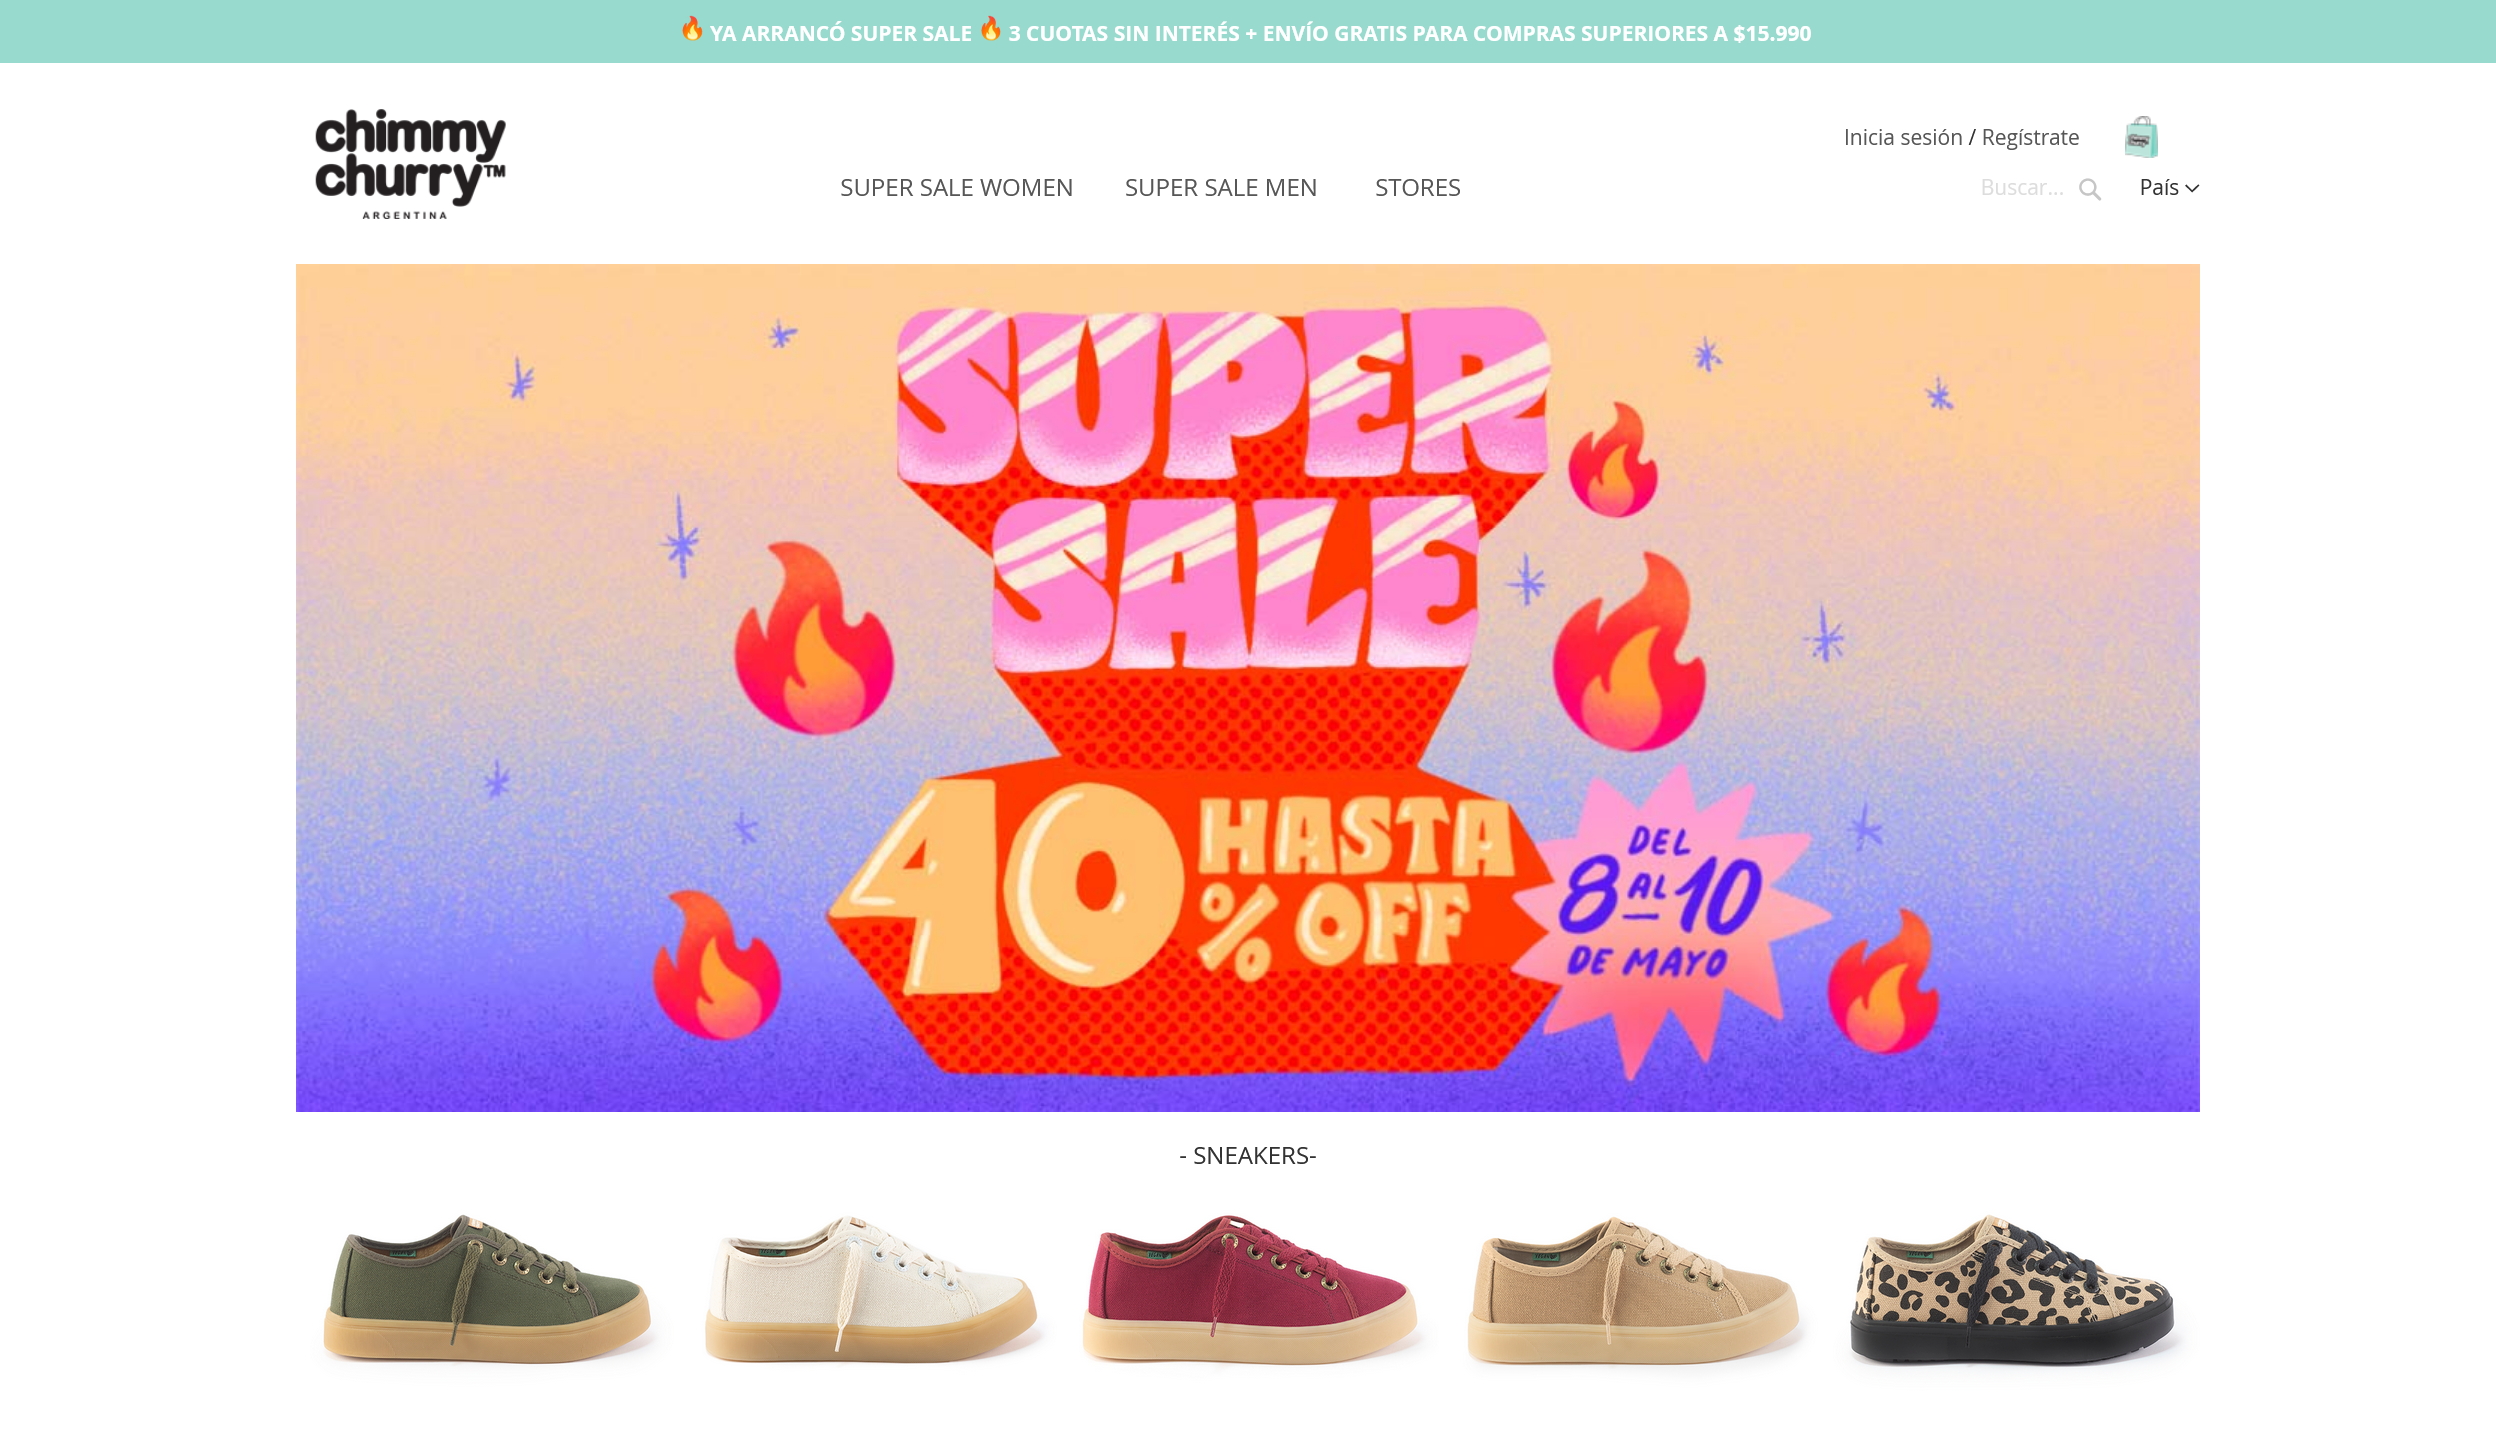 YA ARRANCÓ SUPER SALE 3 CUOTAS SIN INTERÉS + ENVÍO GRATIS PARA COMPRAS SUPERIORES A $15.990
chimmy
churry™
ARGENTINA
Inicia sesión / Regístrate
SUPER SALE WOMEN SUPER SALE MEN STORES
Buscar... País
SUPER
SALE
40 HASTA
% OFF
DEL
8 AL 10
DE MAYO
- SNEAKERS-